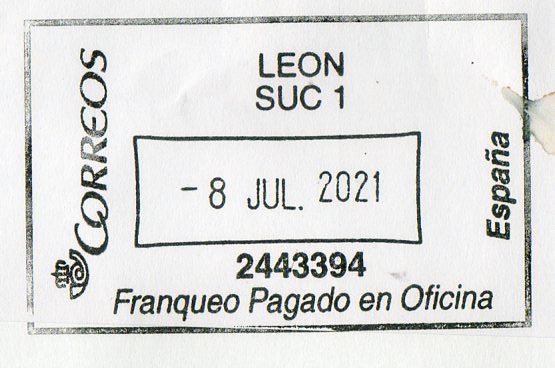 CORREOS
LEON
SUC 1
- 8 JUL. 2021
2443394
Franqueo Pagado en Oficina
España